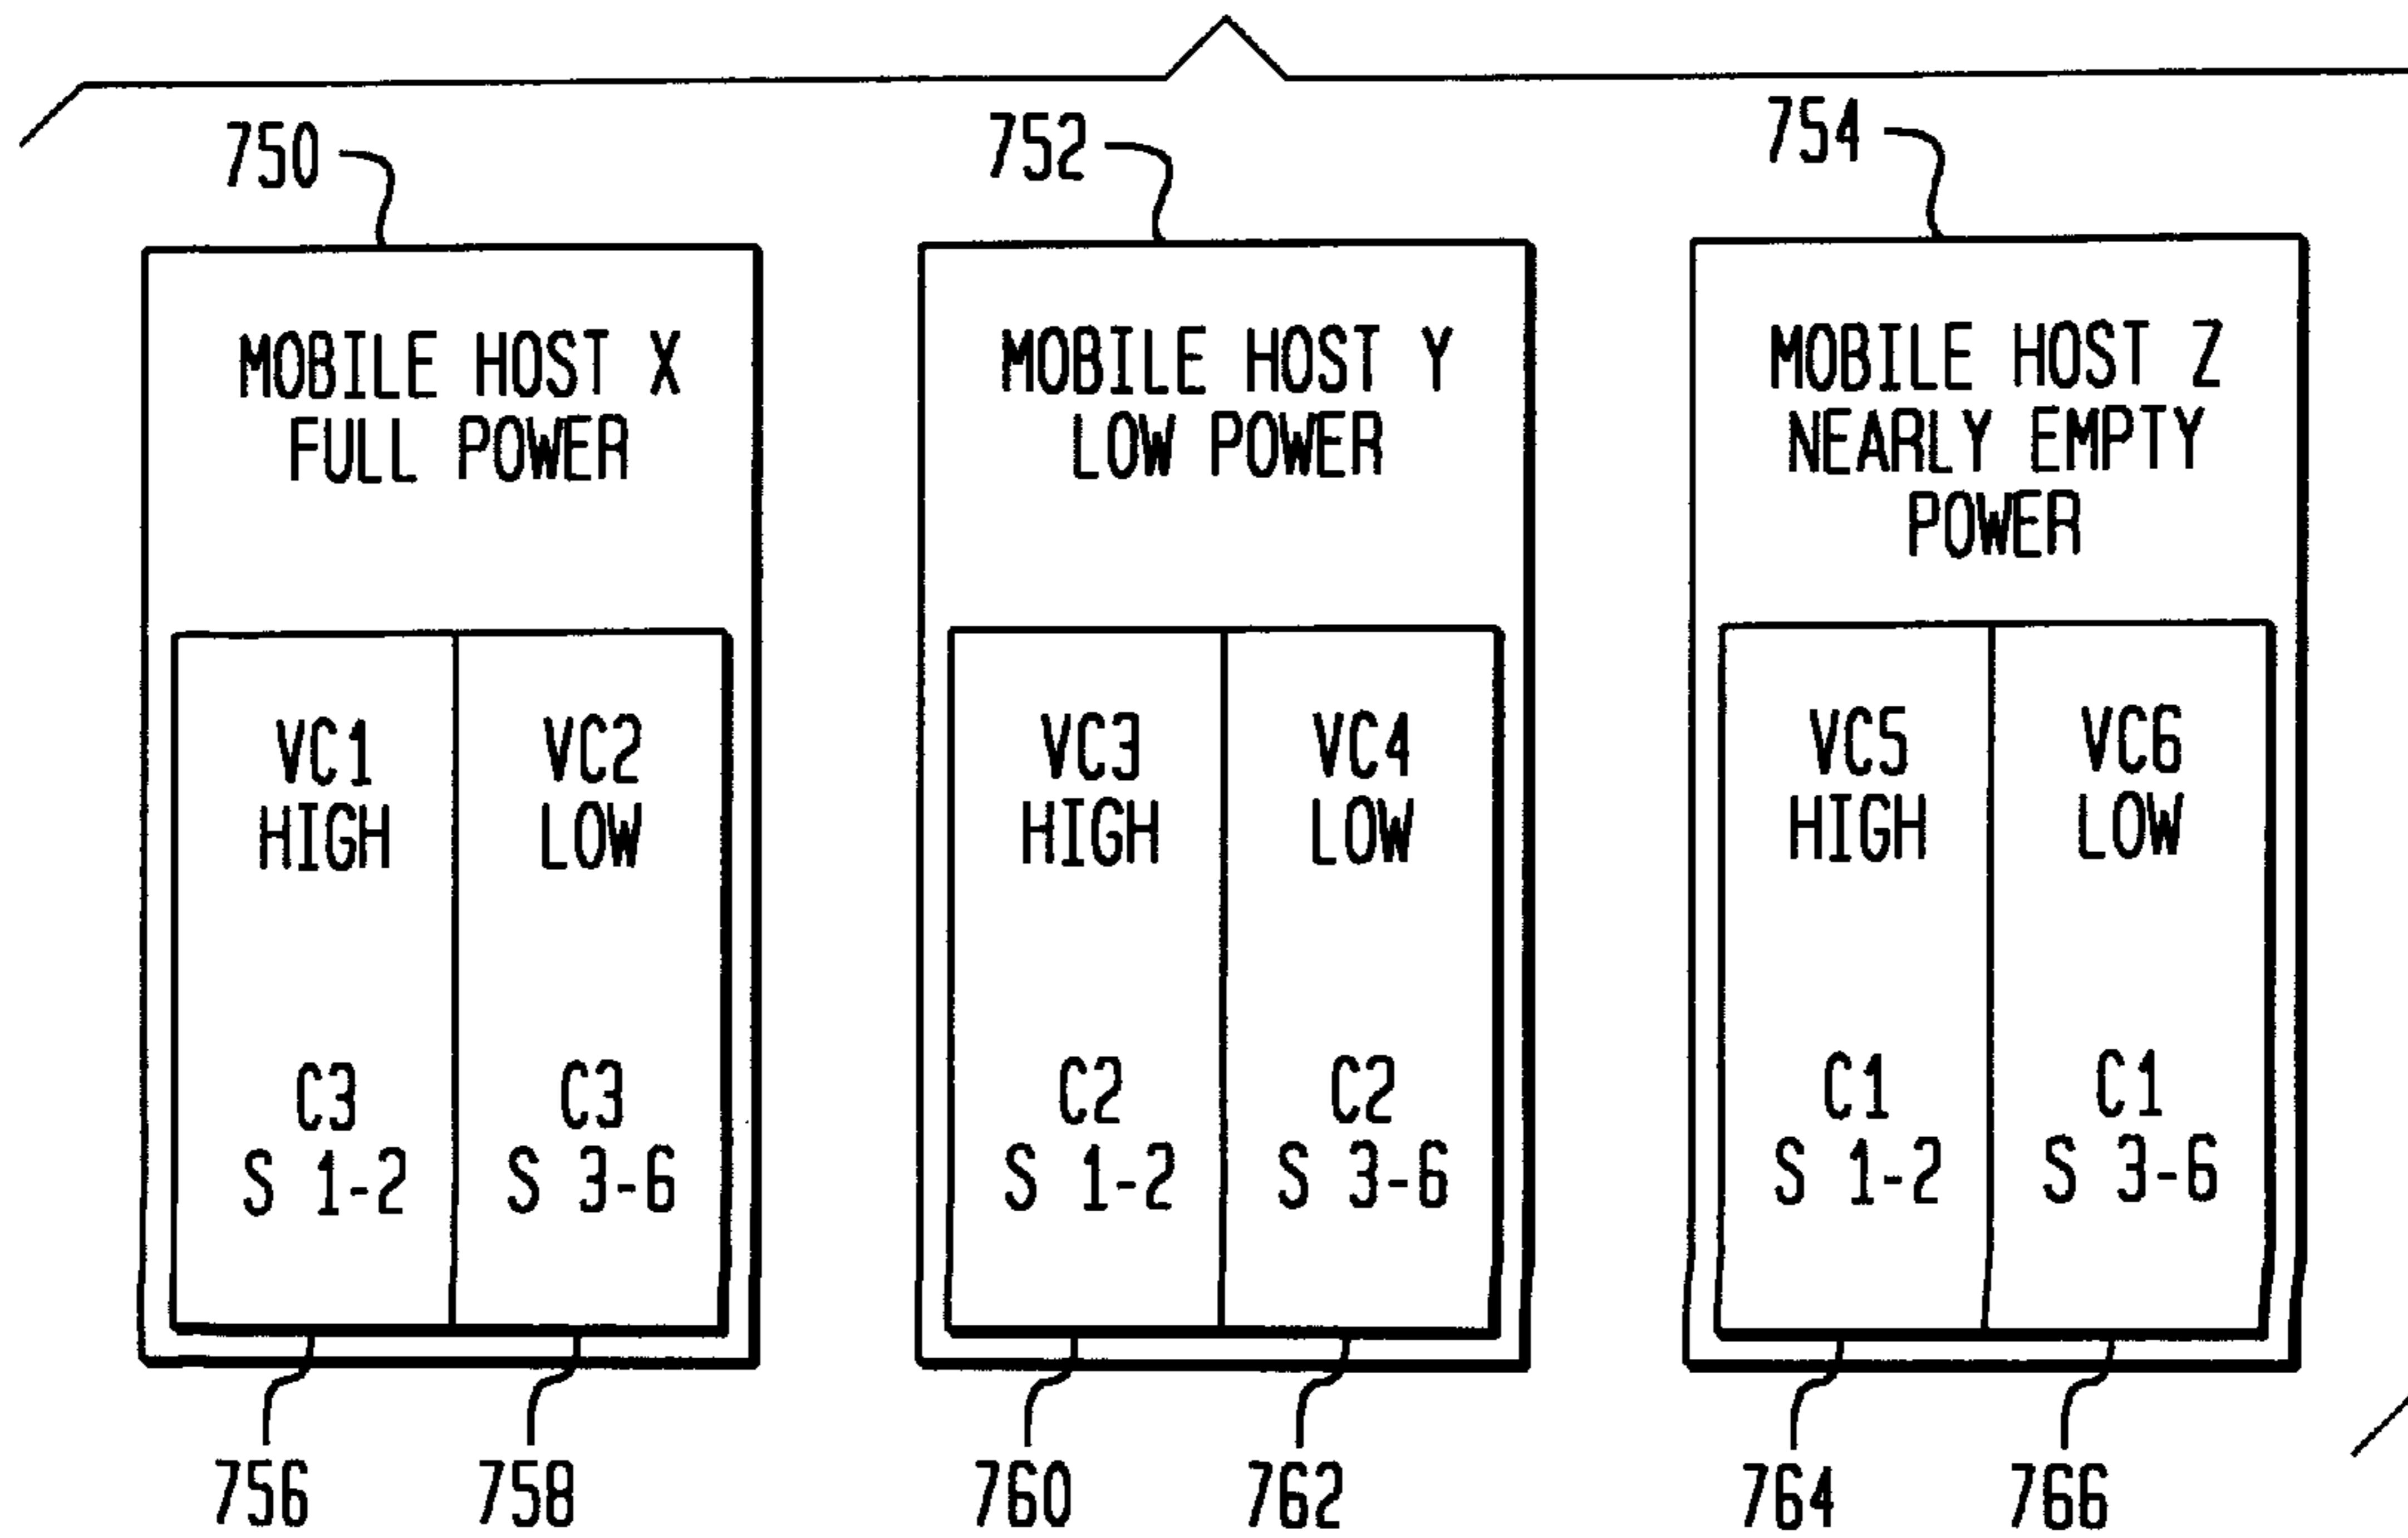 750
752
754
MOBILE HOST X
FULL POWER
MOBILE HOST Y
LOW POWER
MOBILE HOST Z
NEARLY EMPTY
POWER
VC1
HIGH
C3
S 1-2
VC2
LOW
C3
S 3-6
VC3
HIGH
C2
S 1-2
VC4
LOW
C2
S 3-6
VC5
HIGH
C1
S 1-2
VC6
LOW
C1
S 3-6
756
758
760
762
764
766